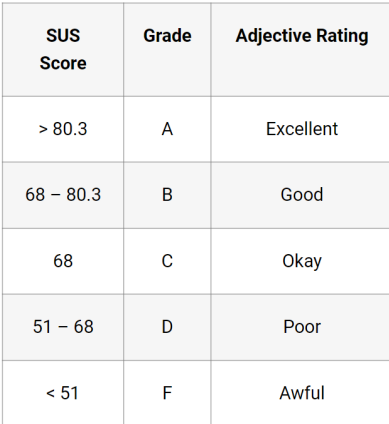 SUS Score Grade Adjective Rating
> 80.3 A Excellent
68 – 80.3 B Good
68 C Okay
51 – 68 D Poor
< 51 F Awful